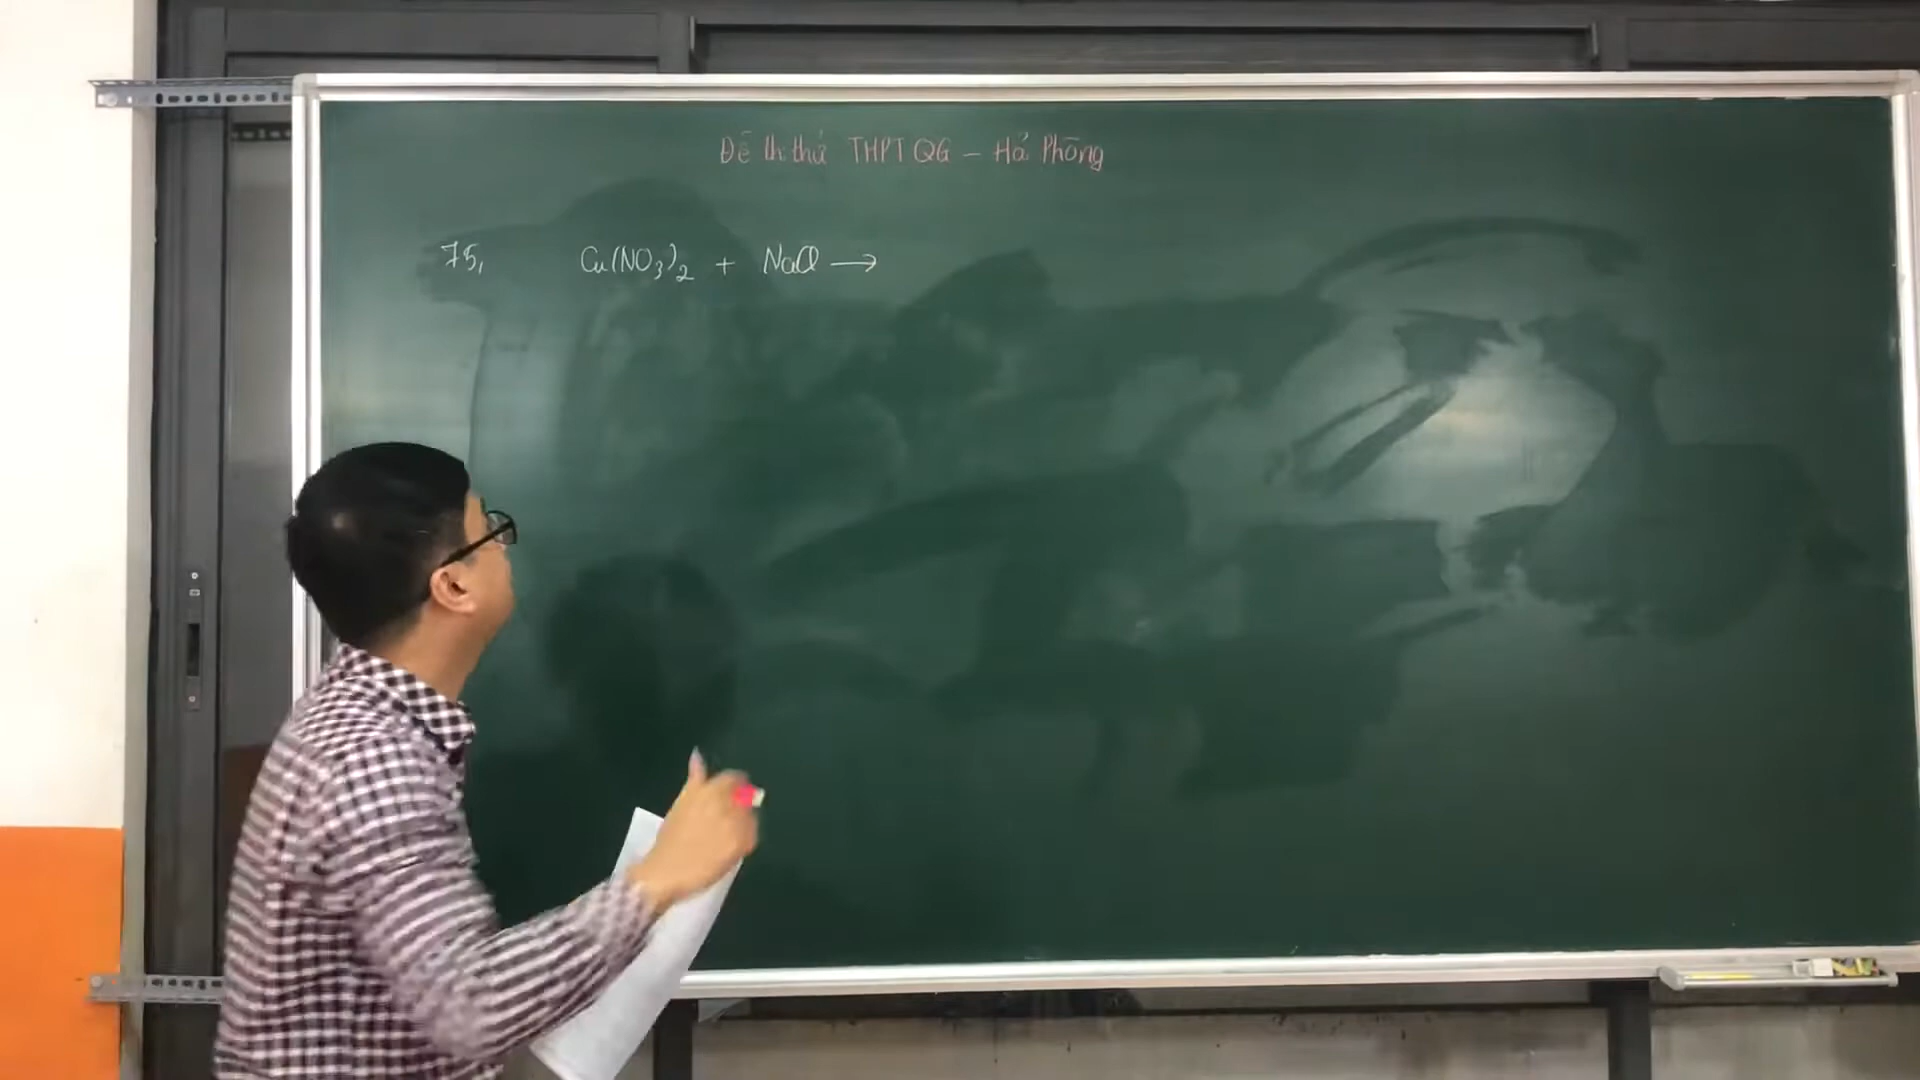 Đề thi thử THPT QG – Hải Phòng
75, Cu(NO3)2 + NaCl →